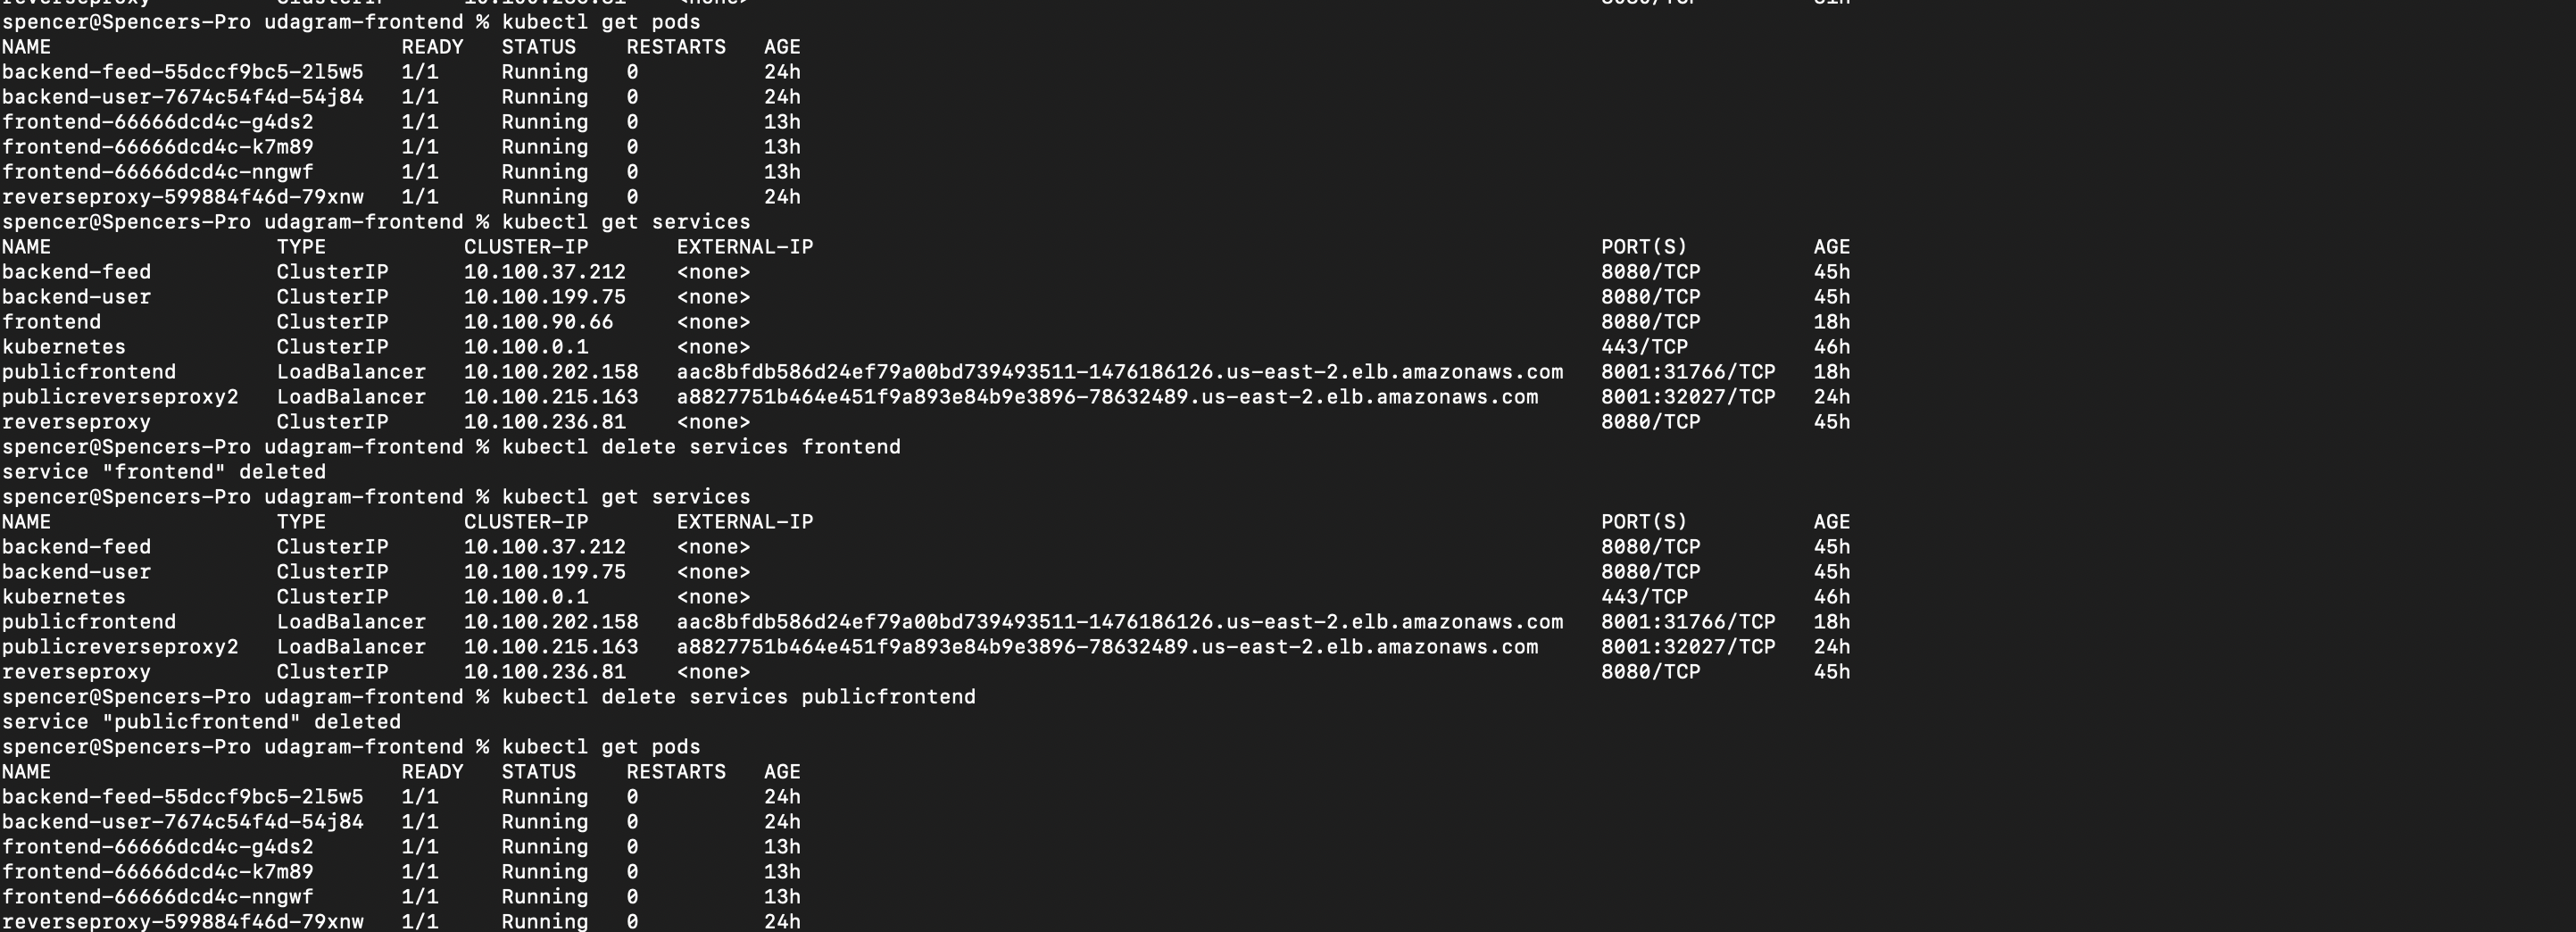 reverseproxy ClusterIP 10.100.236.81 <none> 8080/TCP
spencer@Spencers-Pro udagram-frontend % kubectl get pods
NAME READY STATUS RESTARTS AGE
backend-feed-55dccf9bc5-2l5w5 1/1 Running 0 24h
backend-user-7674c54f4d-54j84 1/1 Running 0 24h
frontend-66666dcd4c-g4ds2 1/1 Running 0 13h
frontend-66666dcd4c-k7m89 1/1 Running 0 13h
frontend-66666dcd4c-nngwf 1/1 Running 0 13h
reverseproxy-599884f46d-79xnw 1/1 Running 0 24h
spencer@Spencers-Pro udagram-frontend % kubectl get services
NAME TYPE CLUSTER-IP EXTERNAL-IP PORT(S) AGE
backend-feed ClusterIP 10.100.37.212 <none> 8080/TCP 45h
backend-user ClusterIP 10.100.199.75 <none> 8080/TCP 45h
frontend ClusterIP 10.100.90.66 <none> 8080/TCP 18h
kubernetes ClusterIP 10.100.0.1 <none> 443/TCP 46h
publicfrontend LoadBalancer 10.100.202.158 aac8bfdb586d24ef79a00bd739493511-1476186126.us-east-2.elb.amazonaws.com 8001:31766/TCP 18h
publicreverseproxy2 LoadBalancer 10.100.215.163 a8827751b464e451f9a893e84b9e3896-78632489.us-east-2.elb.amazonaws.com 8001:32027/TCP 24h
reverseproxy ClusterIP 10.100.236.81 <none> 8080/TCP 45h
spencer@Spencers-Pro udagram-frontend % kubectl delete services frontend
service "frontend" deleted
spencer@Spencers-Pro udagram-frontend % kubectl get services
NAME TYPE CLUSTER-IP EXTERNAL-IP PORT(S) AGE
backend-feed ClusterIP 10.100.37.212 <none> 8080/TCP 45h
backend-user ClusterIP 10.100.199.75 <none> 8080/TCP 45h
kubernetes ClusterIP 10.100.0.1 <none> 443/TCP 46h
publicfrontend LoadBalancer 10.100.202.158 aac8bfdb586d24ef79a00bd739493511-1476186126.us-east-2.elb.amazonaws.com 8001:31766/TCP 18h
publicreverseproxy2 LoadBalancer 10.100.215.163 a8827751b464e451f9a893e84b9e3896-78632489.us-east-2.elb.amazonaws.com 8001:32027/TCP 24h
reverseproxy ClusterIP 10.100.236.81 <none> 8080/TCP 45h
spencer@Spencers-Pro udagram-frontend % kubectl delete services publicfrontend
service "publicfrontend" deleted
spencer@Spencers-Pro udagram-frontend % kubectl get pods
NAME READY STATUS RESTARTS AGE
backend-feed-55dccf9bc5-2l5w5 1/1 Running 0 24h
backend-user-7674c54f4d-54j84 1/1 Running 0 24h
frontend-66666dcd4c-g4ds2 1/1 Running 0 13h
frontend-66666dcd4c-k7m89 1/1 Running 0 13h
frontend-66666dcd4c-nngwf 1/1 Running 0 13h
reverseproxy-599884f46d-79xnw 1/1 Running 0 24h